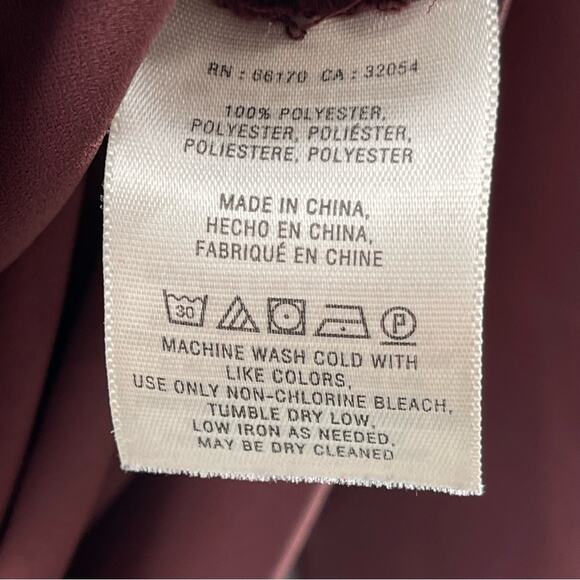 RN : 66170 CA : 32054
100% POLYESTER,
POLYESTER, POLIÉSTER,
POLIESTERE, POLYESTER
MADE IN CHINA,
HECHO EN CHINA,
FABRIQUÉ EN CHINE
30 P
MACHINE WASH COLD WITH
LIKE COLORS,
USE ONLY NON-CHLORINE BLEACH,
TUMBLE DRY LOW,
LOW IRON AS NEEDED,
MAY BE DRY CLEANED